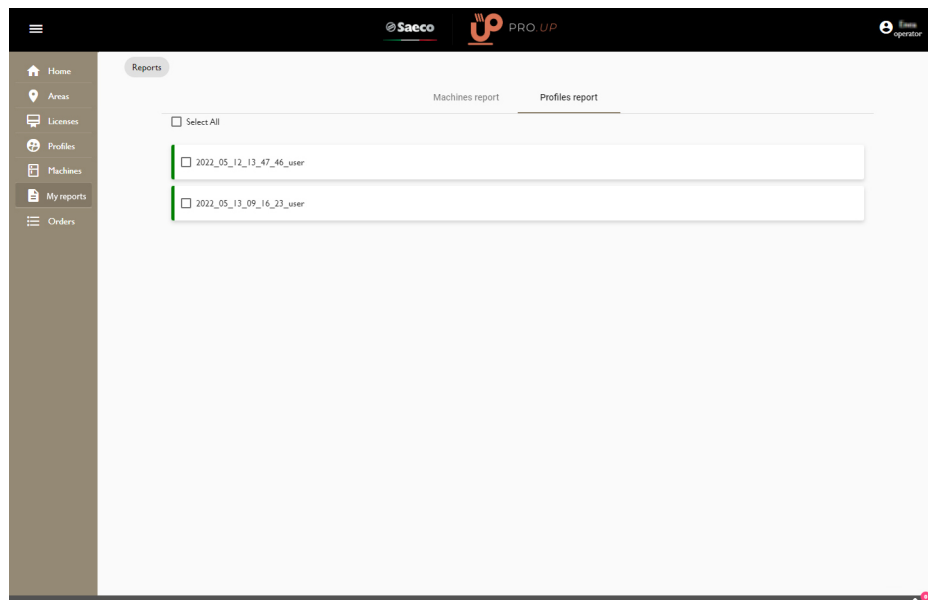 Saeco
UP PRO.UP
operator
Home
Areas
Licenses
Profiles
Machines
My reports
Orders
Reports
Machines report Profiles report
Select All
2022_05_12_13_47_46_user
2022_05_13_09_16_23_user